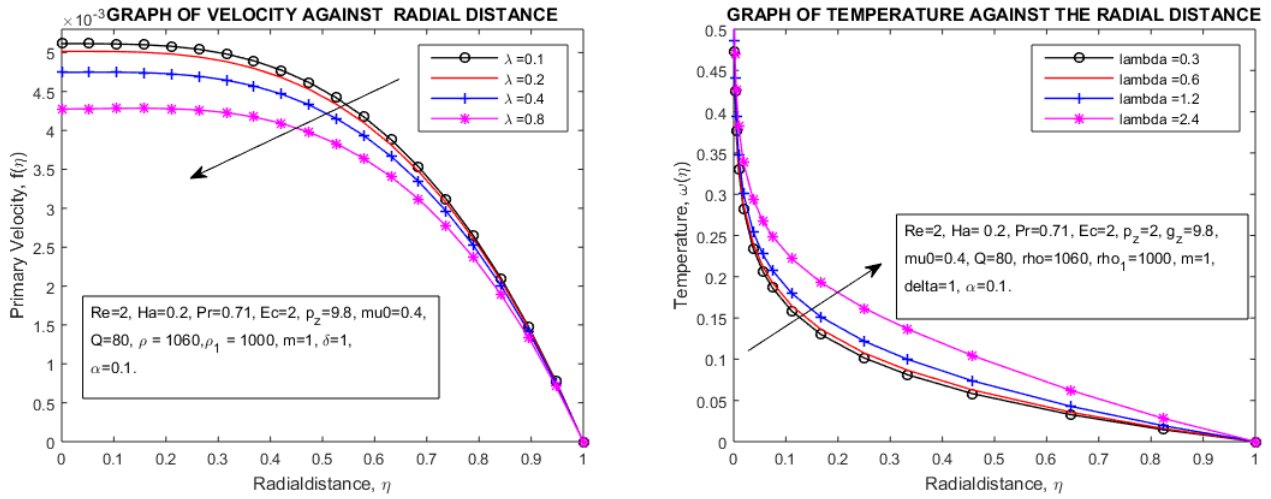 GRAPH OF VELOCITY AGAINST RADIAL DISTANCE
×10⁻³
5
4.5
4
3.5
3
2.5
2
1.5
1
0.5
0
Primary Velocity, f(η)
λ =0.1
λ =0.2
λ =0.4
λ =0.8
Re=2, Ha=0.2, Pr=0.71, Ec=2, p_z=9.8, mu0=0.4,
Q=80, ρ = 1060,ρ₁ = 1000, m=1, δ=1,
α=0.1.
0 0.1 0.2 0.3 0.4 0.5 0.6 0.7 0.8 0.9 1
Radialdistance, η
GRAPH OF TEMPERATURE AGAINST THE RADIAL DISTANCE
0.5
0.45
0.4
0.35
0.3
0.25
0.2
0.15
0.1
0.05
0
Temperature, ω(η)
lambda =0.3
lambda =0.6
lambda =1.2
lambda =2.4
Re=2, Ha= 0.2, Pr=0.71, Ec=2, p_z=2, g_z=9.8,
mu0=0.4, Q=80, rho=1060, rho₁=1000, m=1,
delta=1, α=0.1.
0 0.1 0.2 0.3 0.4 0.5 0.6 0.7 0.8 0.9 1
Radialdistance, η